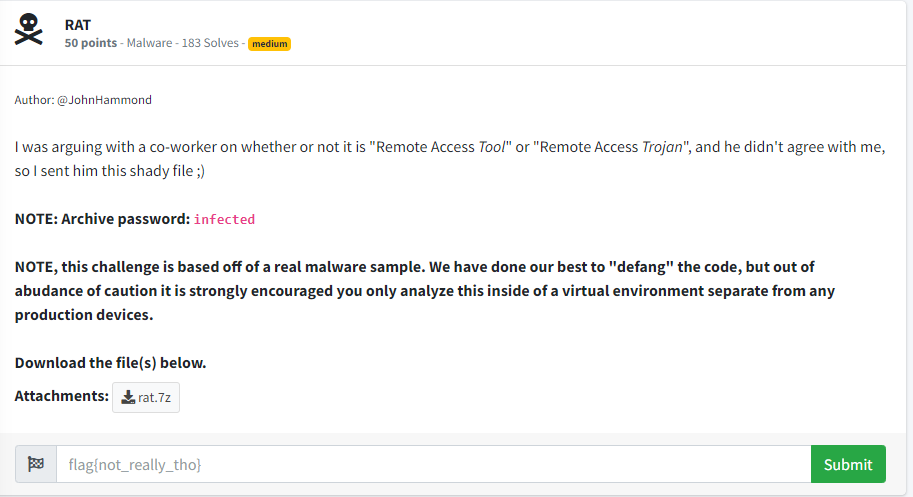 RAT
50 points - Malware - 183 Solves - medium
Author: @JohnHammond
I was arguing with a co-worker on whether or not it is "Remote Access Tool" or "Remote Access Trojan", and he didn't agree with me,
so I sent him this shady file ;)
NOTE: Archive password: infected
NOTE, this challenge is based off of a real malware sample. We have done our best to "defang" the code, but out of
abudance of caution it is strongly encouraged you only analyze this inside of a virtual environment separate from any
production devices.
Download the file(s) below.
Attachments: rat.7z
flag{not_really_tho}
Submit